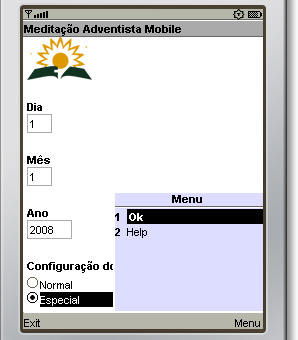 Meditação Adventista Mobile
Dia
1
Mês
1
Ano
2008
Menu
1 Ok
2 Help
Configuração do
Normal
Especial
Exit
Menu